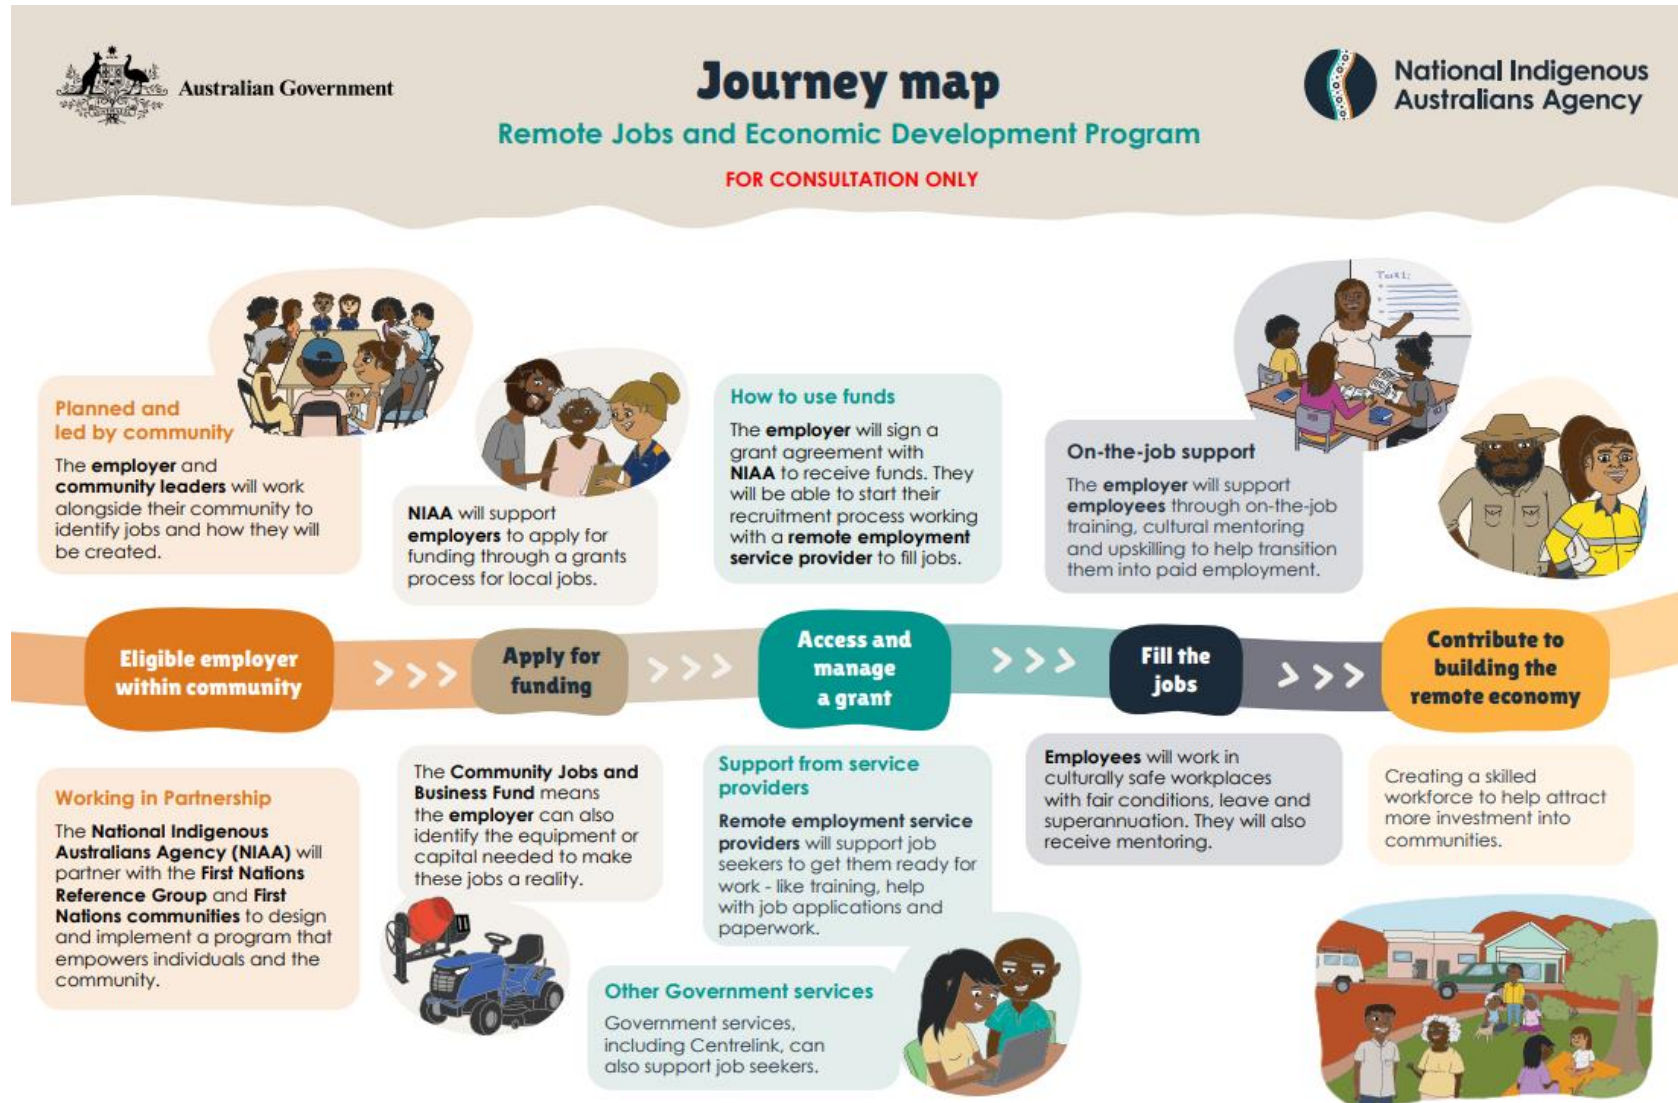 Australian Government
Journey map
Remote Jobs and Economic Development Program
FOR CONSULTATION ONLY
National Indigenous
Australians Agency
Planned and
led by community
The employer and
community leaders will work
alongside their community to
identify jobs and how they will
be created.
NIAA will support
employers to apply for
funding through a grants
process for local jobs.
How to use funds
The employer will sign a
grant agreement with
NIAA to receive funds. They
will be able to start their
recruitment process working
with a remote employment
service provider to fill jobs.
On-the-job support
The employer will support
employees through on-the-job
training, cultural mentoring
and upskilling to help transition
them into paid employment.
Eligible employer
within community
Apply for
funding
Access and
manage
a grant
Fill the
jobs
Contribute to
building the
remote economy
Working in Partnership
The National Indigenous
Australians Agency (NIAA) will
partner with the First Nations
Reference Group and First
Nations communities to design
and implement a program that
empowers individuals and the
community.
The Community Jobs and
Business Fund means
the employer can also
identify the equipment or
capital needed to make
these jobs a reality.
Support from service
providers
Remote employment service
providers will support job
seekers to get them ready for
work - like training, help
with job applications and
paperwork.
Other Government services
Government services,
including Centrelink, can
also support job seekers.
Employees will work in
culturally safe workplaces
with fair conditions, leave and
superannuation. They will also
receive mentoring.
Creating a skilled
workforce to help attract
more investment into
communities.